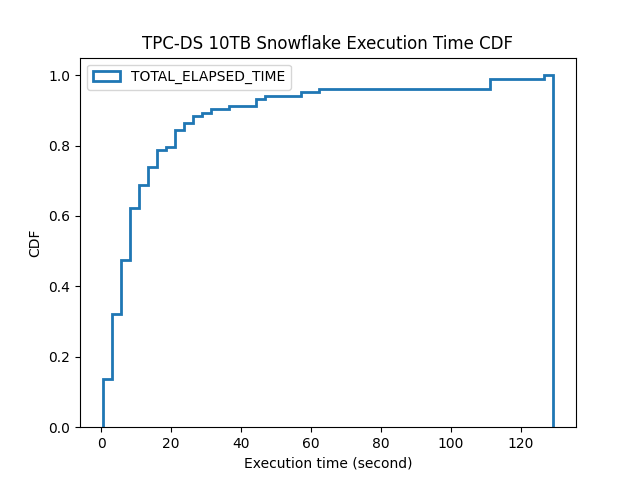 TPC-DS 10TB Snowflake Execution Time CDF
TOTAL_ELAPSED_TIME
1.0
0.8
0.6
0.4
0.2
0.0
CDF
0 20 40 60 80 100 120
Execution time (second)